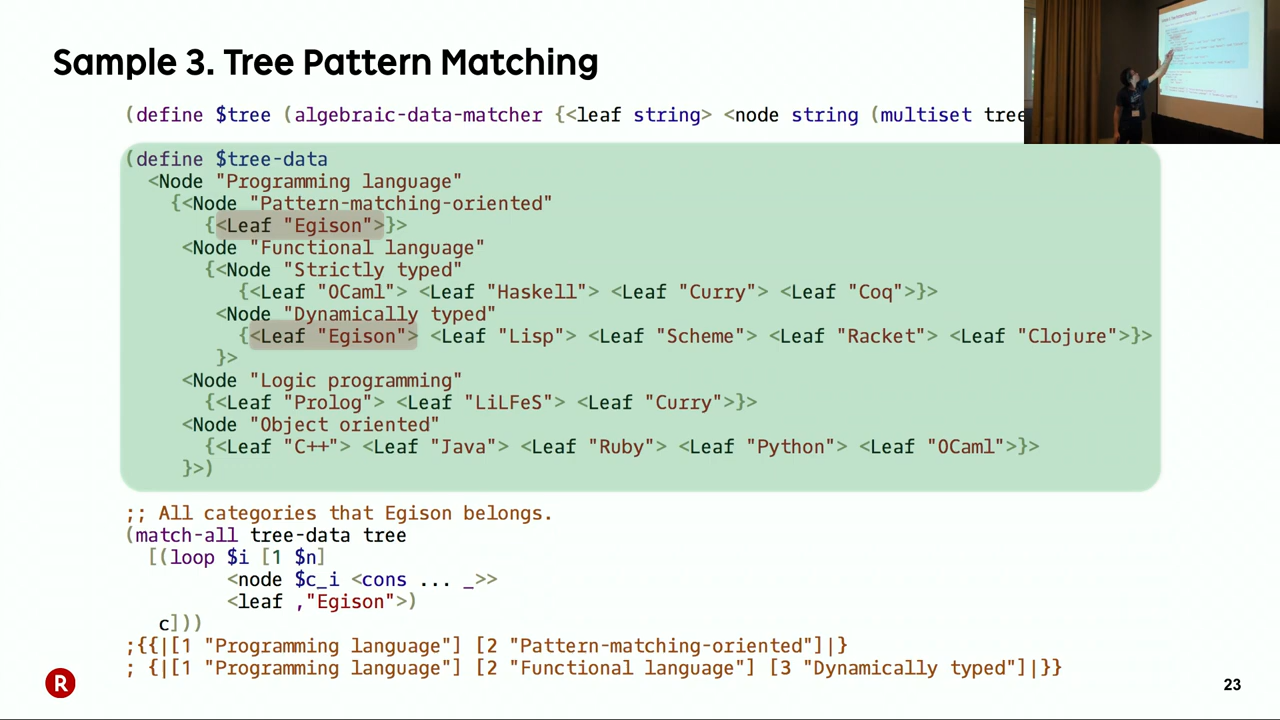 Sample 3. Tree Pattern Matching
(define $tree (algebraic-data-matcher {<leaf string> <node string (multiset tree
(define $tree-data
<Node "Programming language"
{<Node "Pattern-matching-oriented"
{<Leaf "Egison">}>
<Node "Functional language"
{<Node "Strictly typed"
{<Leaf "OCaml"> <Leaf "Haskell"> <Leaf "Curry"> <Leaf "Coq">}>
<Node "Dynamically typed"
{<Leaf "Egison"> <Leaf "Lisp"> <Leaf "Scheme"> <Leaf "Racket"> <Leaf "Clojure">}>
}>
<Node "Logic programming"
{<Leaf "Prolog"> <Leaf "LiLFeS"> <Leaf "Curry">}>
<Node "Object oriented"
{<Leaf "C++"> <Leaf "Java"> <Leaf "Ruby"> <Leaf "Python"> <Leaf "OCaml">}>
}>)
;; All categories that Egison belongs.
(match-all tree-data tree
[(loop $i [1 $n]
<node $c_i <cons ... _>>
<leaf ,"Egison">)
c]))
;{{|[1 "Programming language"] [2 "Pattern-matching-oriented"]|}
; {|[1 "Programming language"] [2 "Functional language"] [3 "Dynamically typed"]|}}
R
23